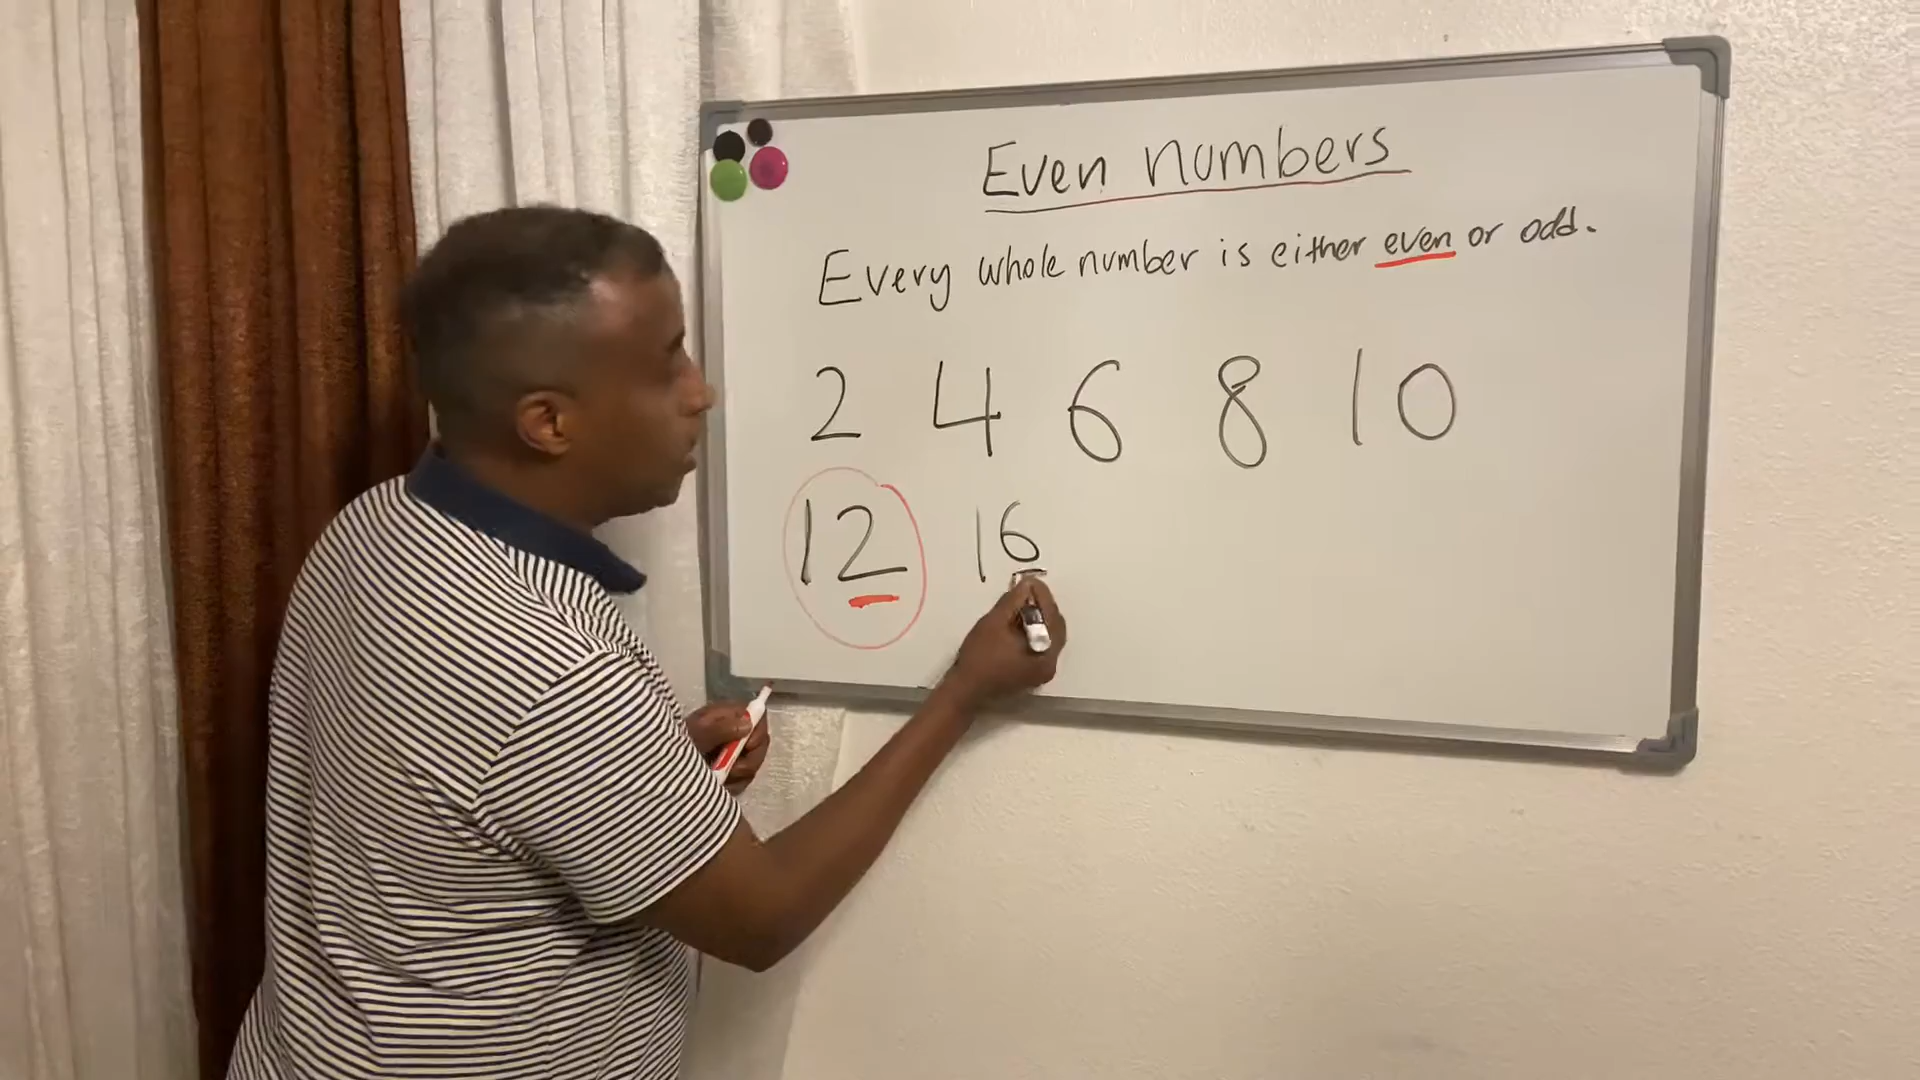 Even numbers
Every whole number is either even or odd.
2 4 6 8 10
12 16